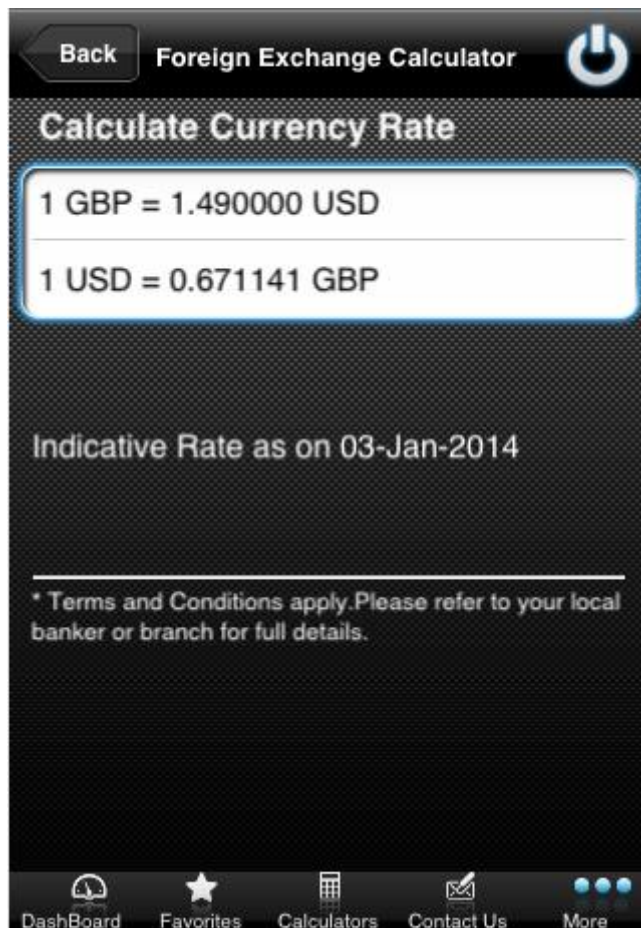 Back
Foreign Exchange Calculator
Calculate Currency Rate
1 GBP = 1.490000 USD
1 USD = 0.671141 GBP
Indicative Rate as on 03-Jan-2014
* Terms and Conditions apply.Please refer to your local
banker or branch for full details.
DashBoard Favorites Calculators Contact Us More